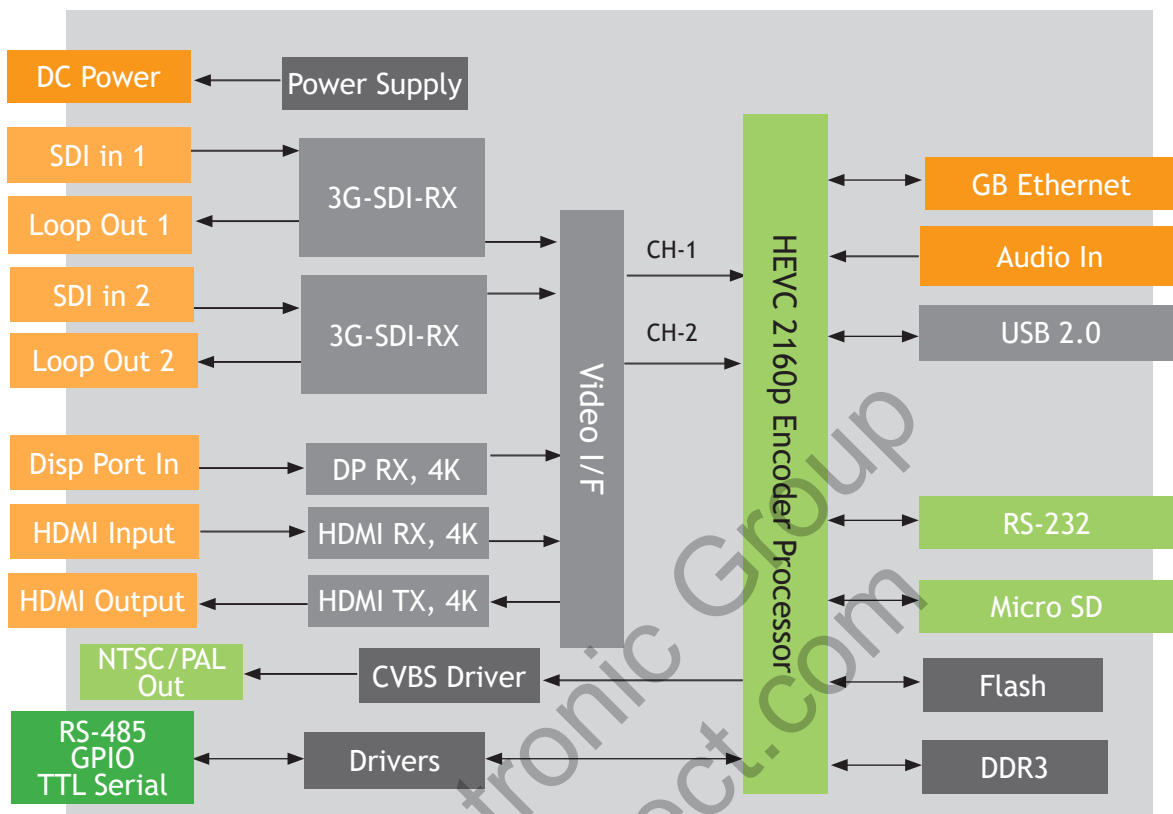 DC Power
Power Supply
SDI in 1
3G-SDI-RX
Loop Out 1
SDI in 2
3G-SDI-RX
Loop Out 2
Disp Port In
DP RX, 4K
HDMI Input
HDMI RX, 4K
HDMI Output
HDMI TX, 4K
NTSC/PAL
Out
CVBS Driver
RS-485
GPIO
TTL Serial
Drivers
Video I/F
CH-1
CH-2
HEVC 2160p Encoder Processor
GB Ethernet
Audio In
USB 2.0
RS-232
Micro SD
Flash
DDR3
Group
.com